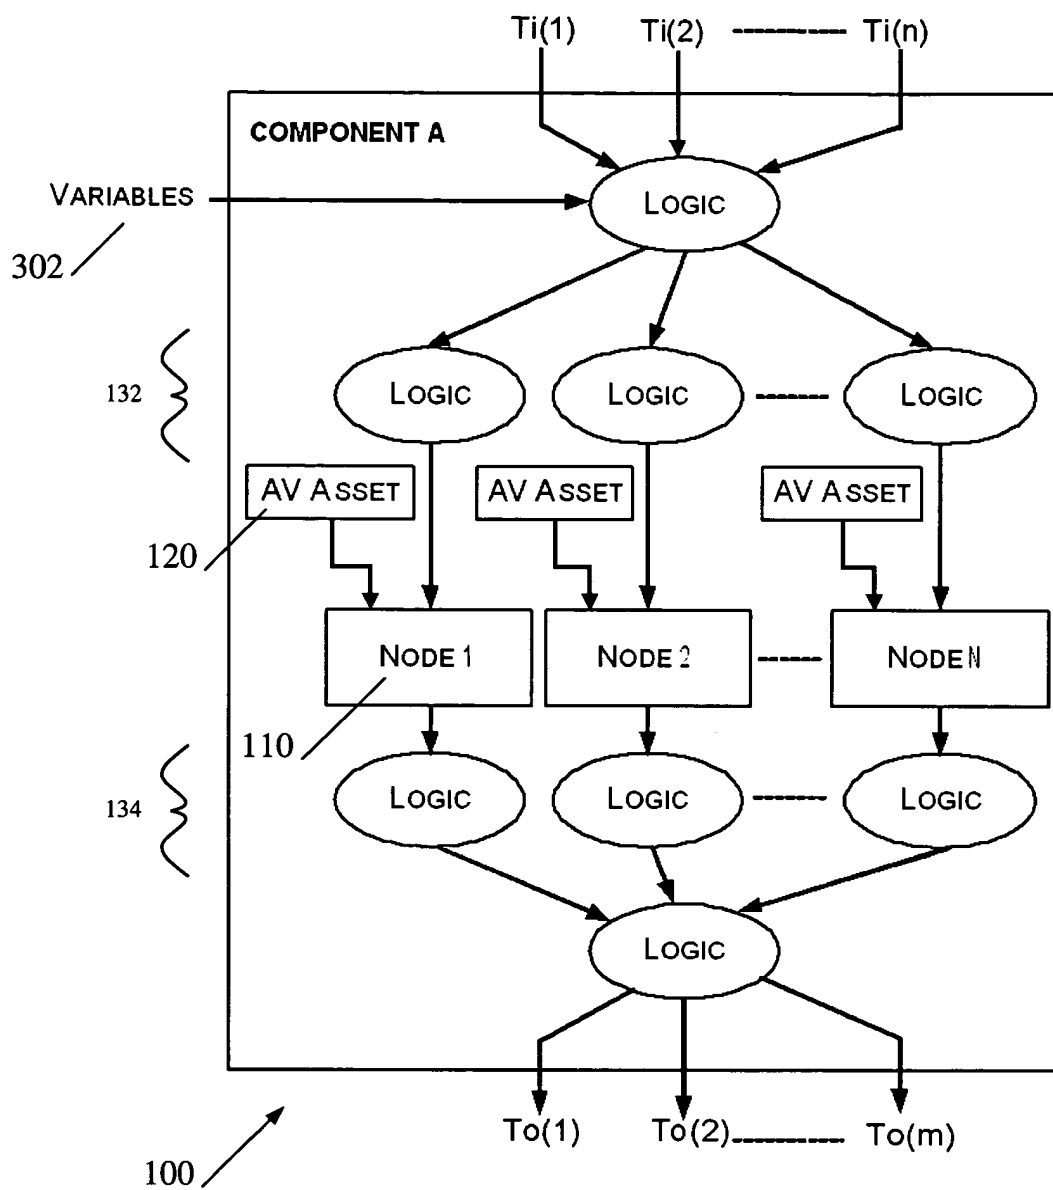 Ti(1) Ti(2) Ti(n)
COMPONENT A
VARIABLES
LOGIC
302
132
LOGIC LOGIC LOGIC
AV ASSET AV ASSET AV ASSET
120
NODE 1 NODE 2 NODE N
110
134
LOGIC LOGIC LOGIC
LOGIC
To(1) To(2) To(m)
100